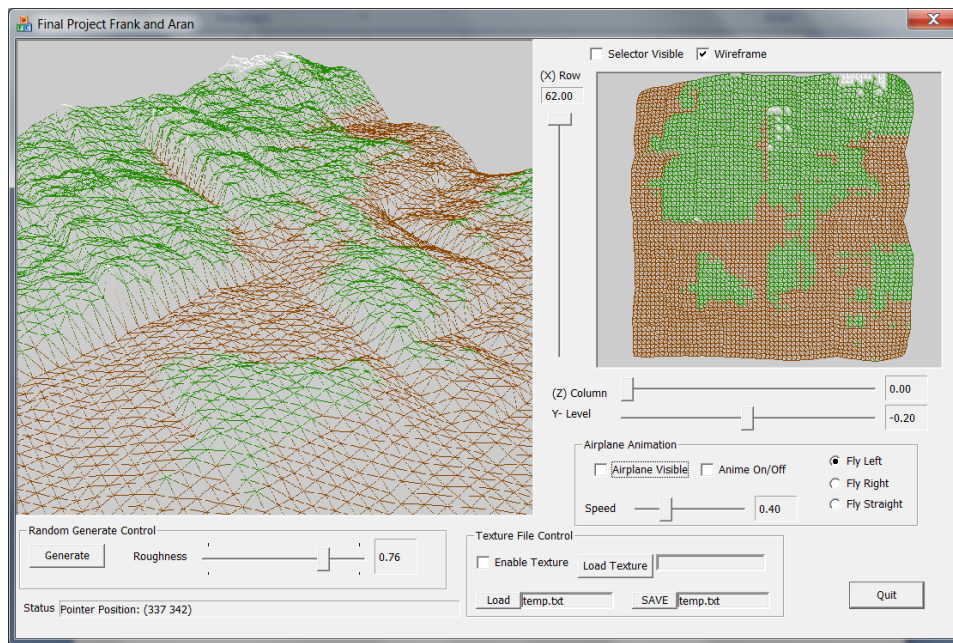 Final Project Frank and Aran
Selector Visible
Wireframe
(X) Row
62.00
(Z) Column
0.00
Y- Level
-0.20
Airplane Animation
Airplane Visible
Anime On/Off
Fly Left
Fly Right
Fly Straight
Speed
0.40
Random Generate Control
Generate
Roughness
0.76
Texture File Control
Enable Texture
Load Texture
Load
temp.txt
SAVE
temp.txt
Quit
Status
Pointer Position: (337 342)